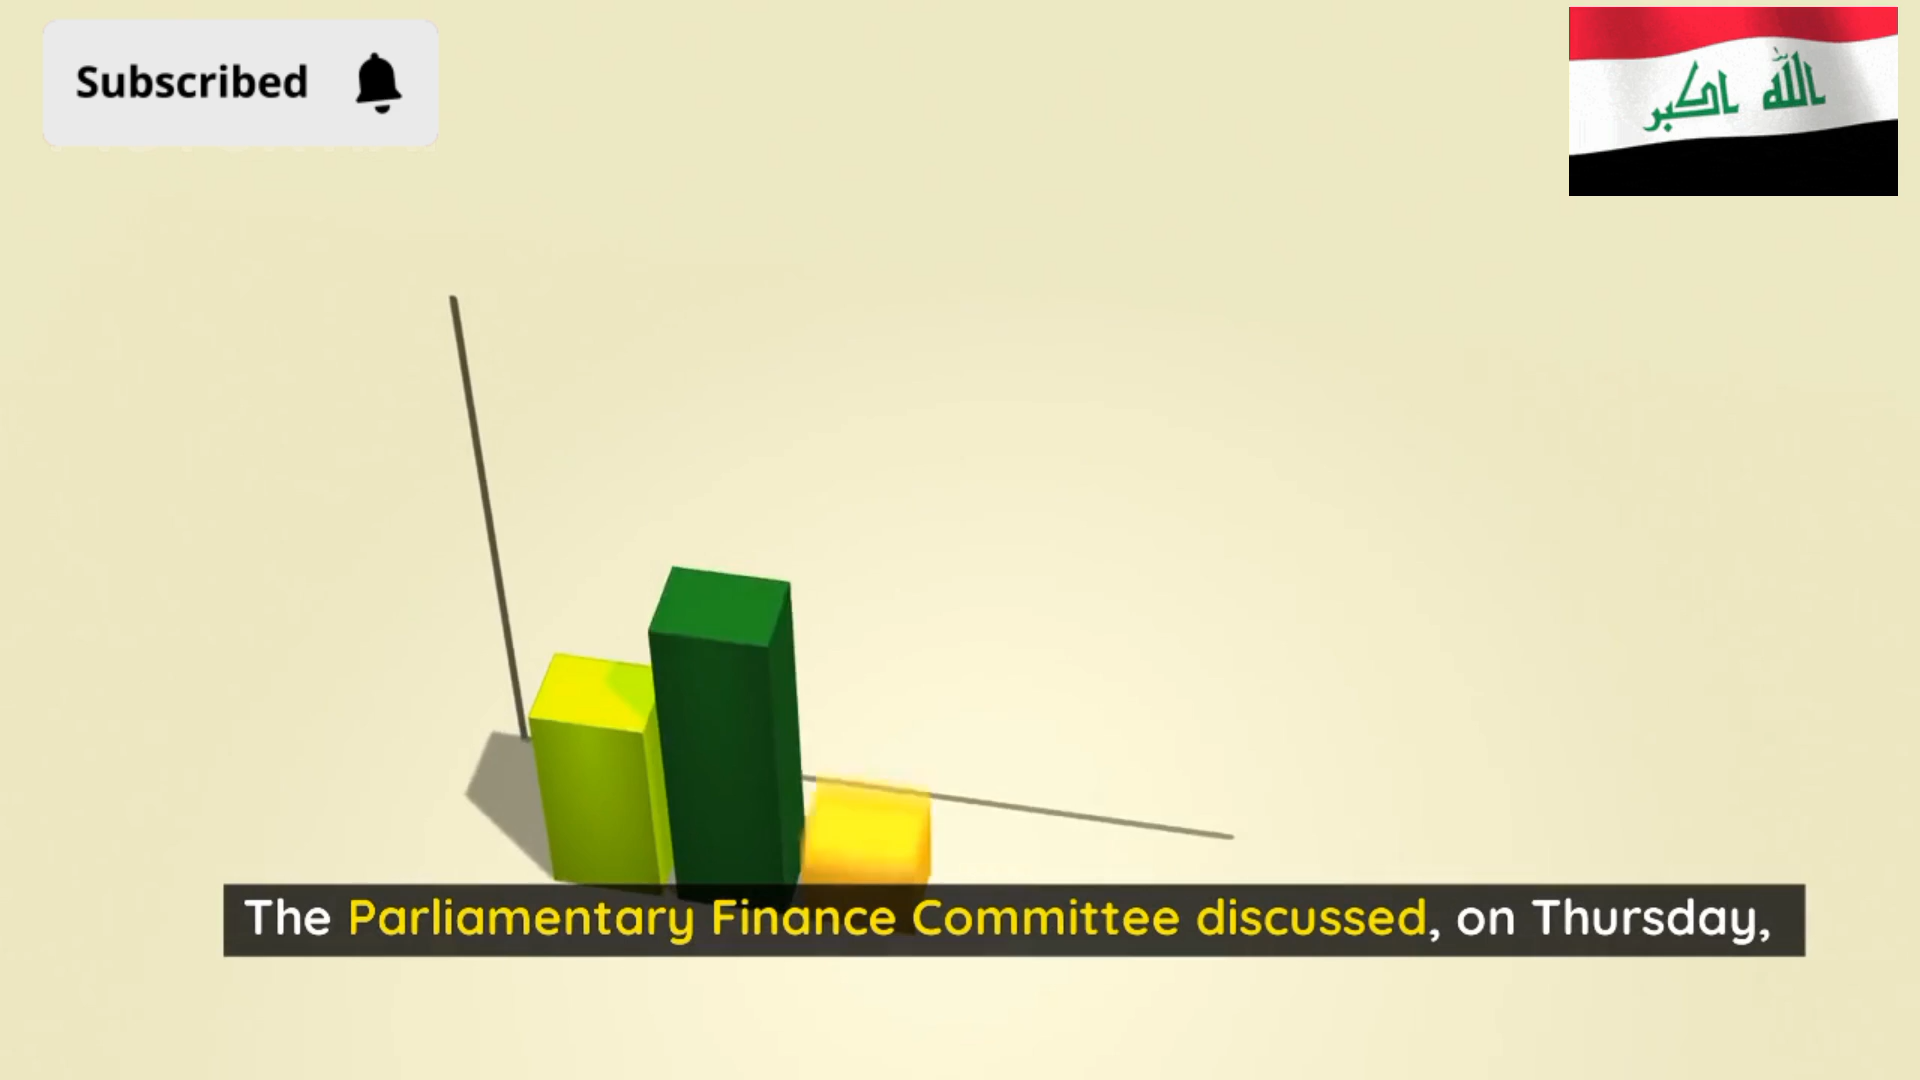 Subscribed
الله اكبر
The Parliamentary Finance Committee discussed, on Thursday,